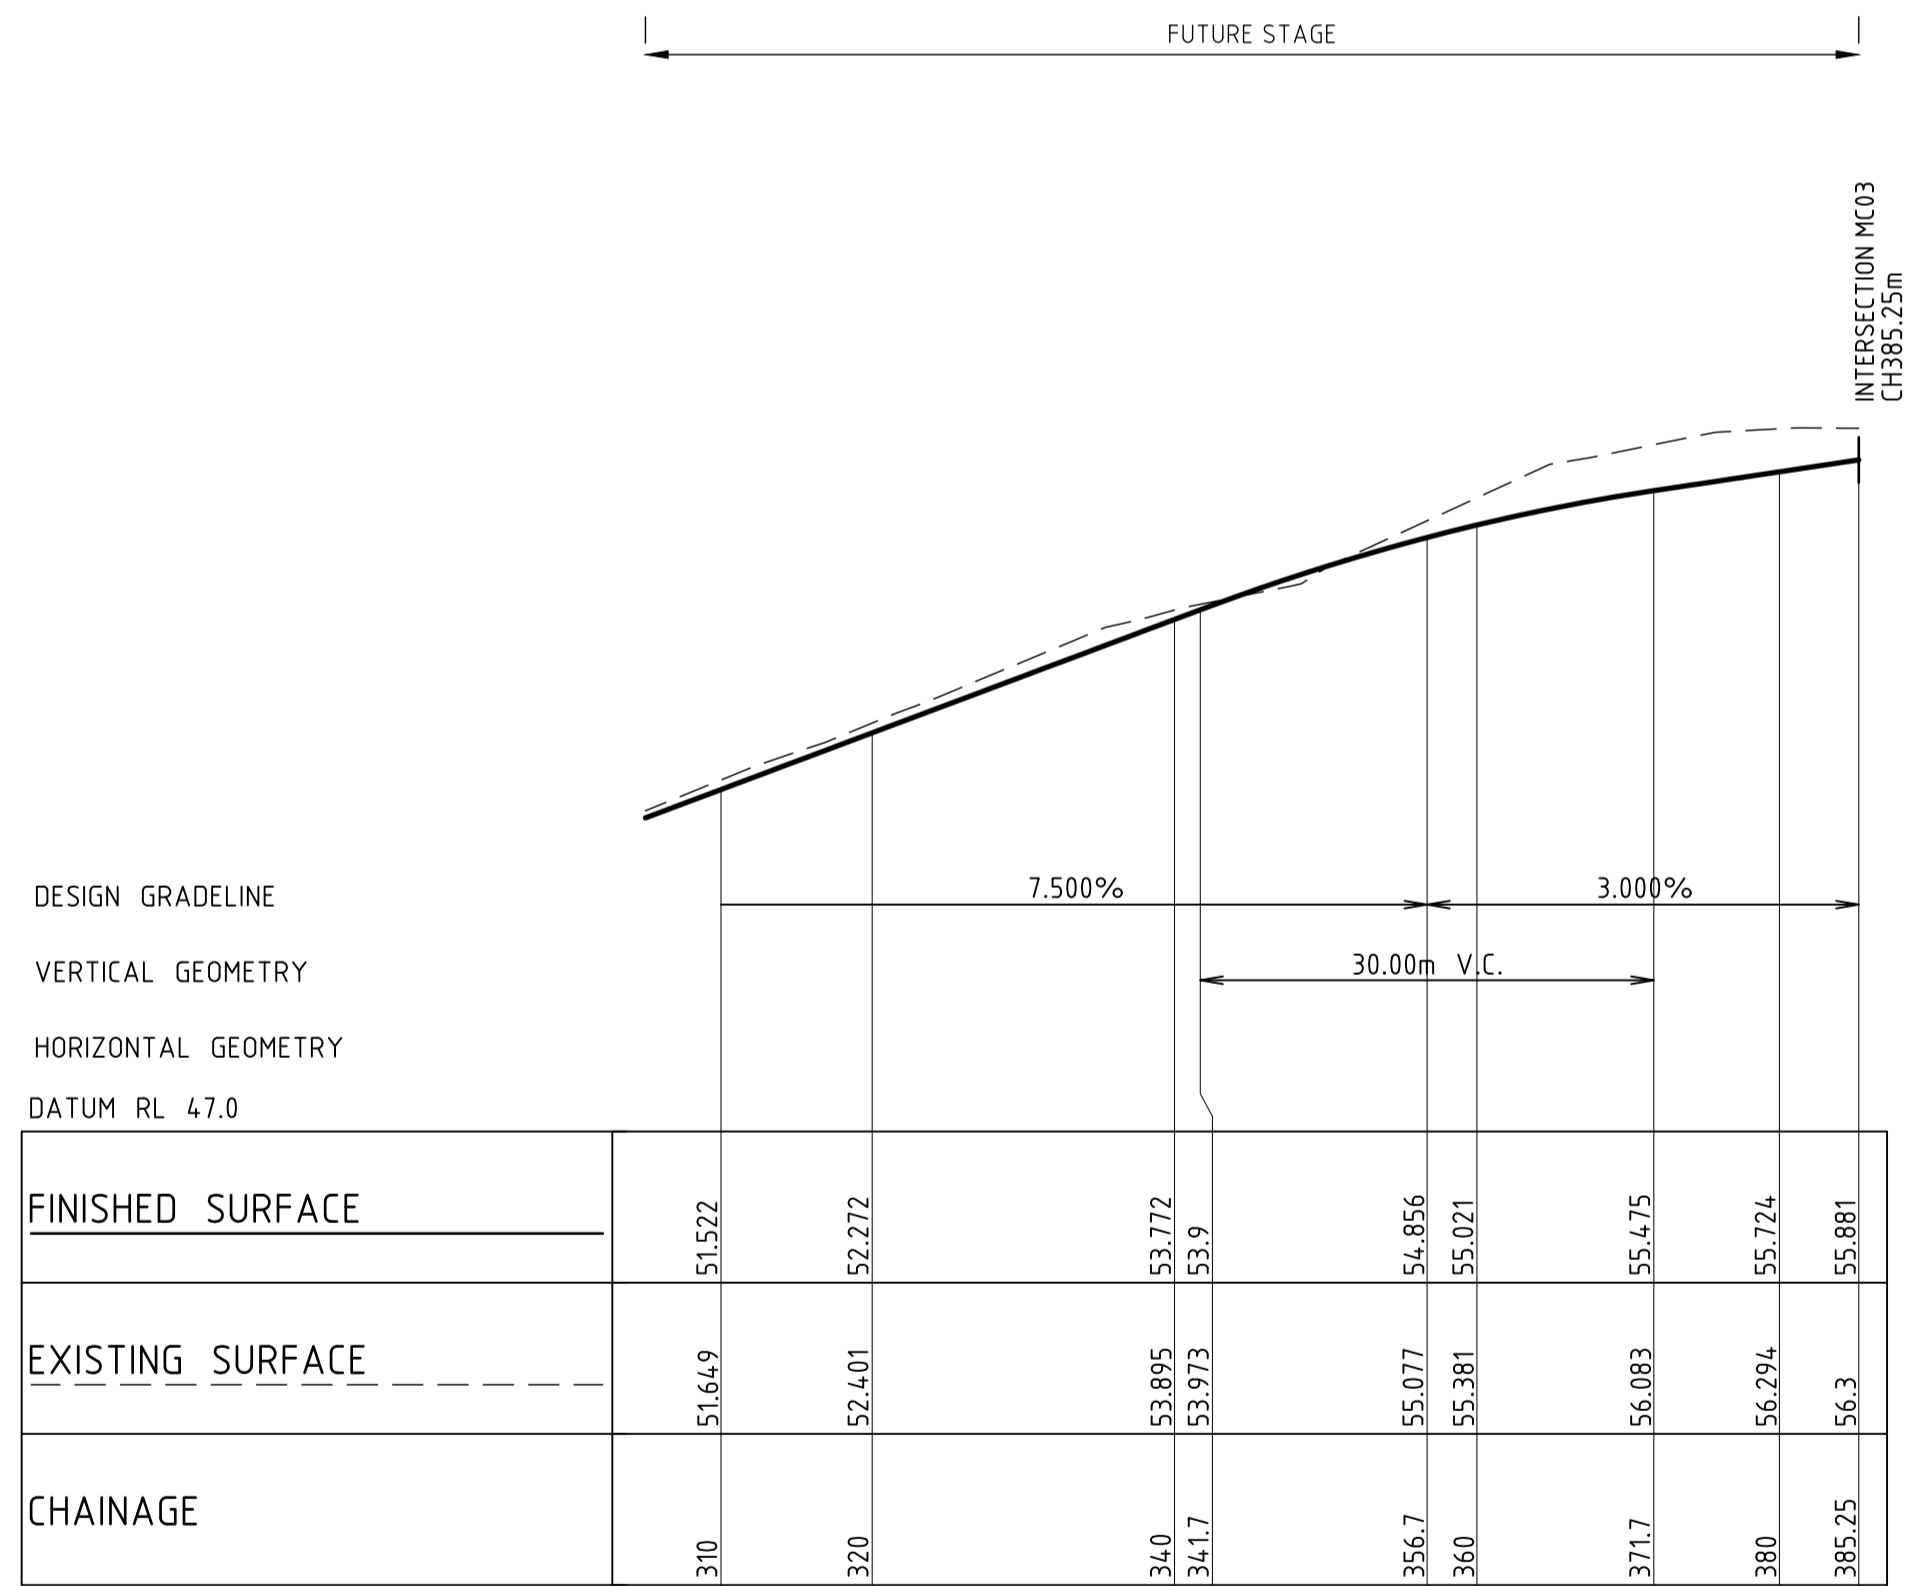 FUTURE STAGE
INTERSECTION MC03
CH385.25m
DESIGN GRADELINE
7.500%
3.000%
VERTICAL GEOMETRY
30.00m V.C.
HORIZONTAL GEOMETRY
DATUM RL 47.0
FINISHED SURFACE
51.522
52.272
53.772
53.9
54.856
55.021
55.475
55.724
55.881
EXISTING SURFACE
51.649
52.401
53.895
53.973
55.077
55.381
56.083
56.294
56.3
CHAINAGE
310
320
340
341.7
356.7
360
371.7
380
385.25